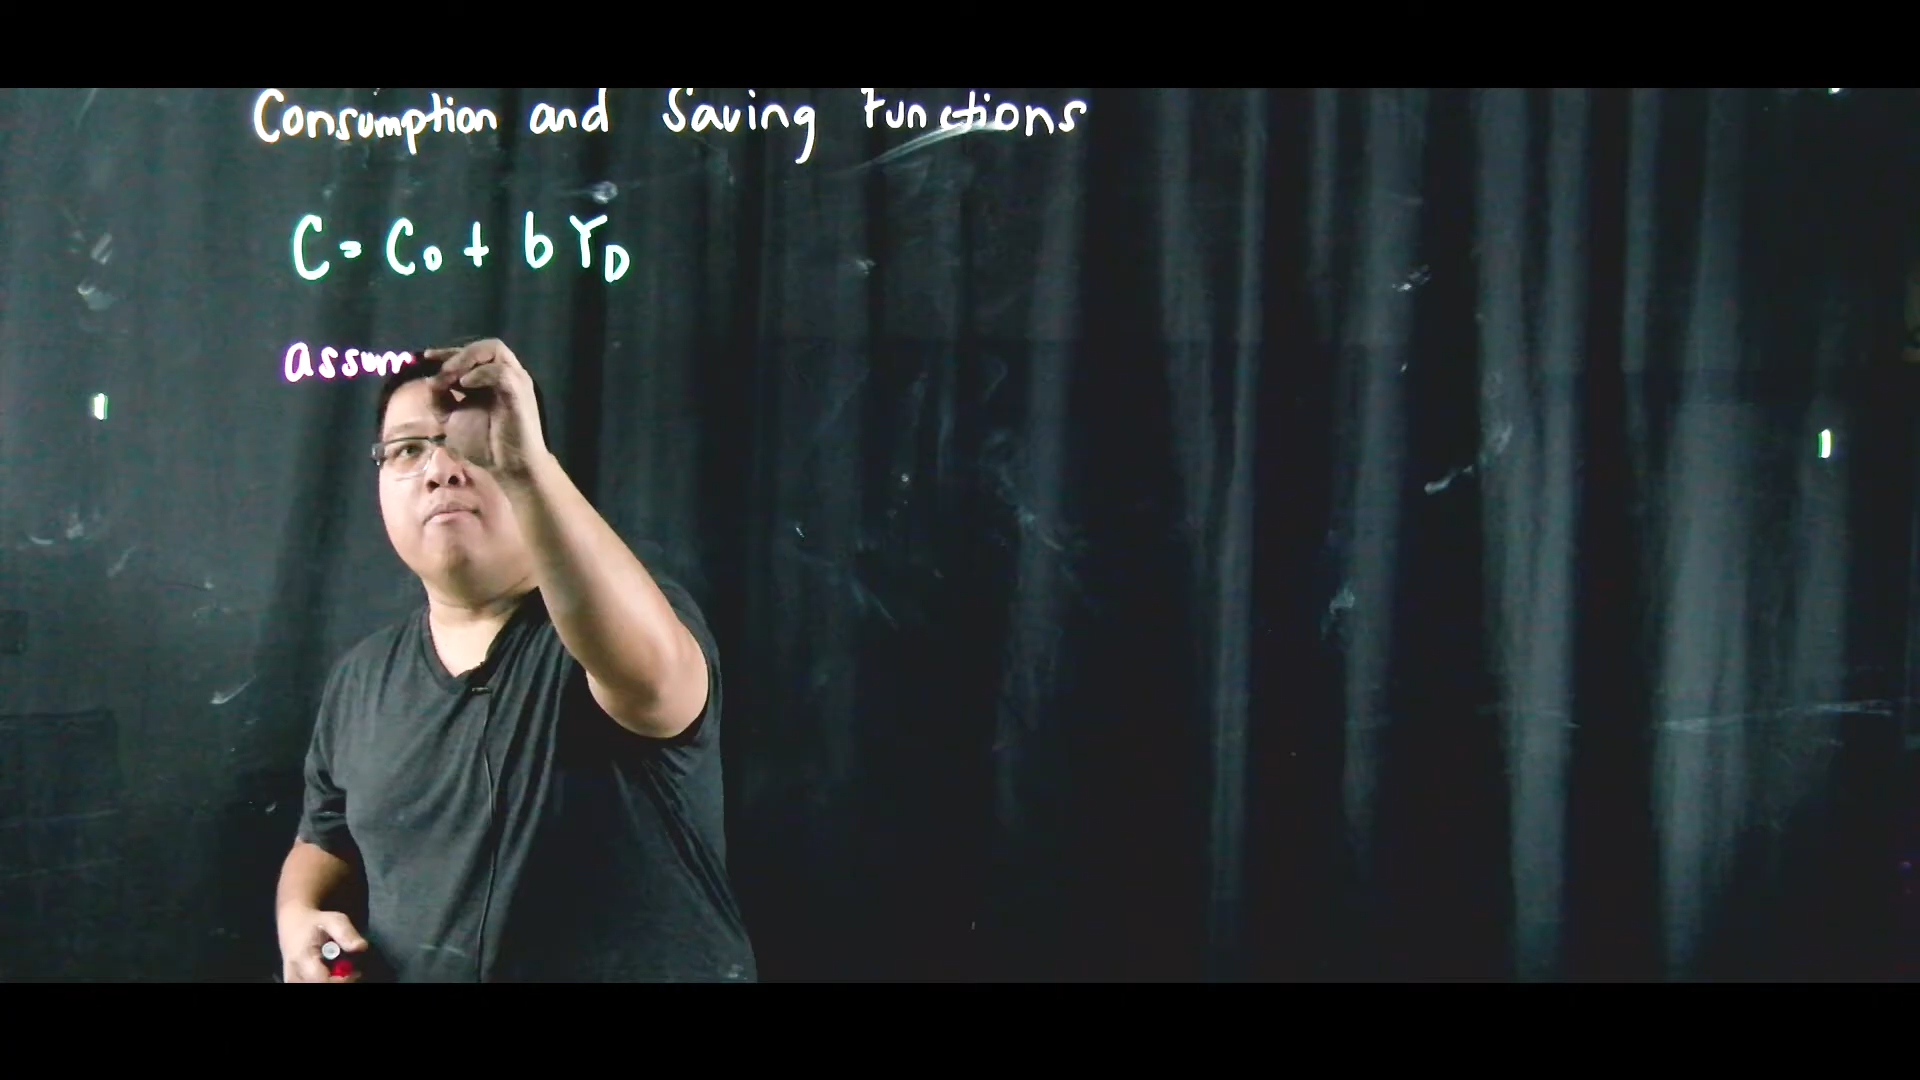 Consumption and Saving Functions
C = C₀ + bY_D
assum